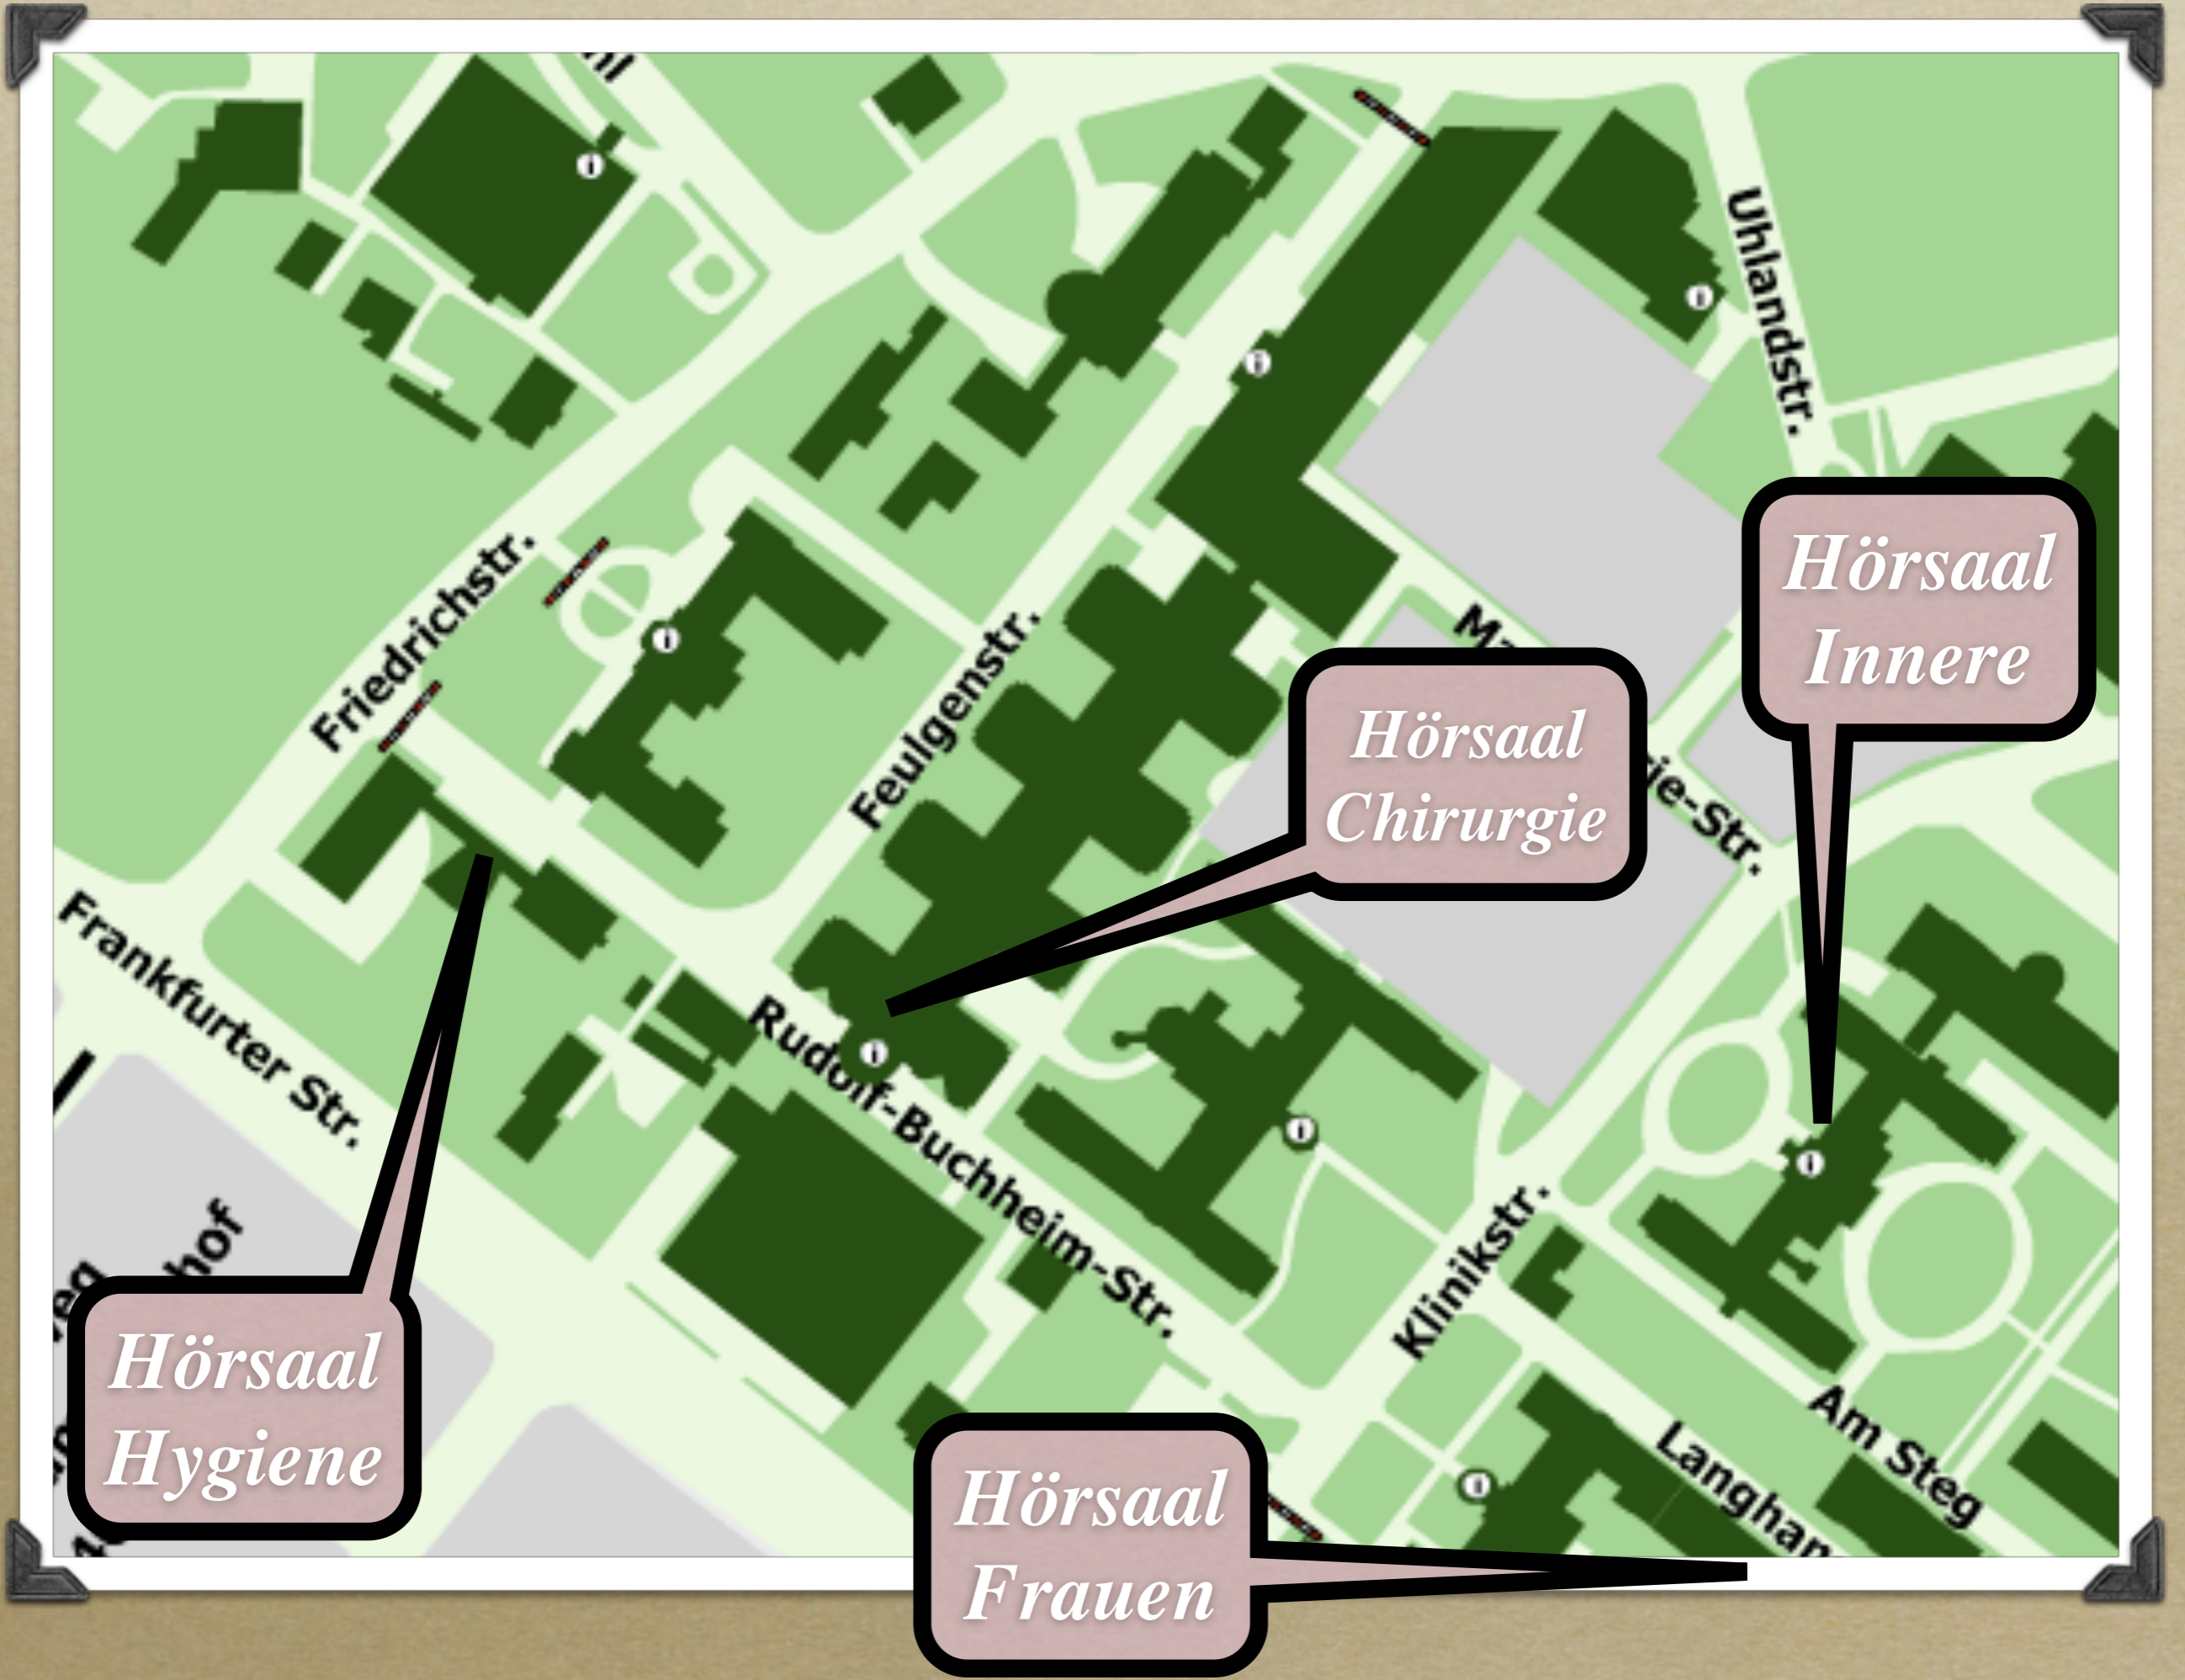 Uhlandstr.
Friedrichstr.
Feulgenstr.
Hörsaal
Innere
Hörsaal
Chirurgie
Frankfurter Str.
Rudolf-Buchheim-Str.
Klinikstr.
Hörsaal
Hygiene
Am Steg
Hörsaal
Frauen